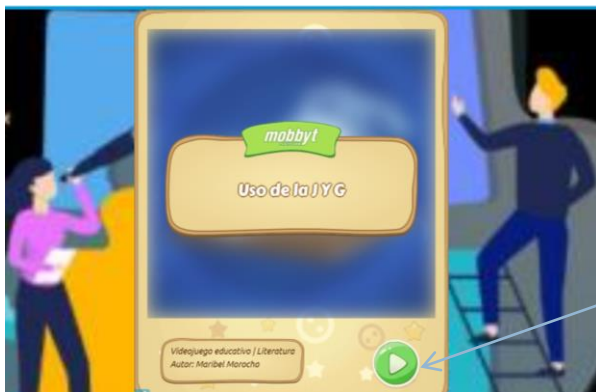 mobbyt
Uso de la J Y G
Videojuego educativo | Literatura
Autor: Maribel Morocho